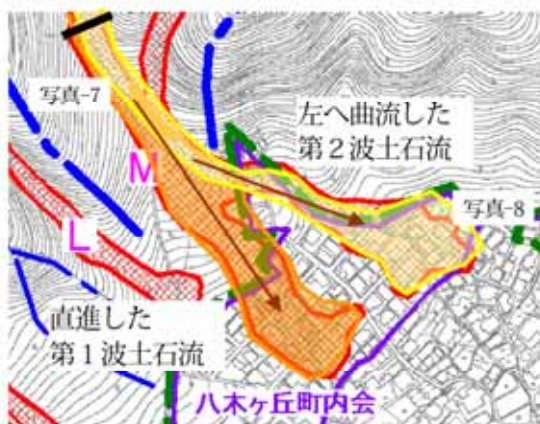 写真-7
左へ曲流した
第2波土石流
M
写真-8
L
直進した
第1波土石流
八木ヶ丘町内会